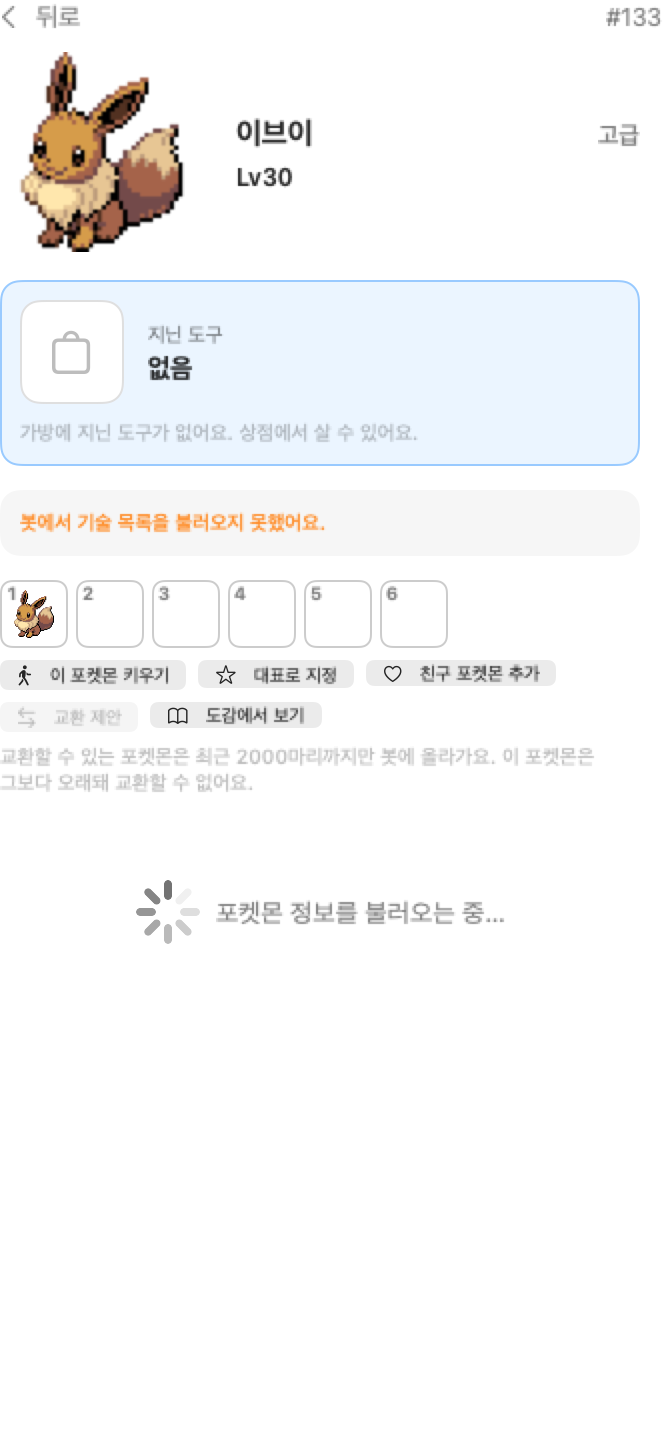 뒤로
#133
이브이
고급
Lv30
지닌 도구
없음
가방에 지닌 도구가 없어요. 상점에서 살 수 있어요.
봇에서 기술 목록을 불러오지 못했어요.
1 2 3 4 5 6
이 포켓몬 키우기 대표로 지정 친구 포켓몬 추가
교환 제안 도감에서 보기
교환할 수 있는 포켓몬은 최근 2000마리까지만 봇에 올라가요. 이 포켓몬은
그보다 오래돼 교환할 수 없어요.
포켓몬 정보를 불러오는 중...